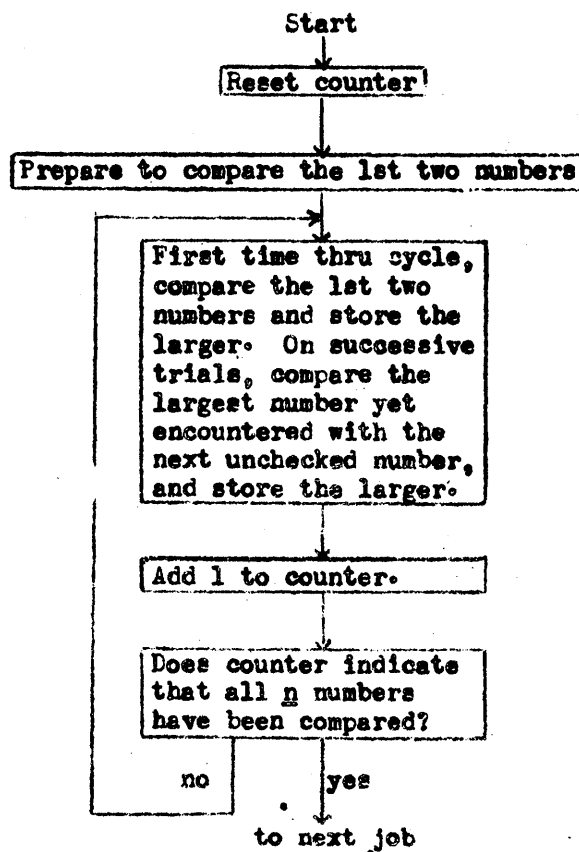 Start
Reset counter
Prepare to compare the 1st two numbers
First time thru cycle,
compare the 1st two
numbers and store the
larger. On successive
trials, compare the
largest number yet
encountered with the
next unchecked number,
and store the larger.
Add 1 to counter.
Does counter indicate
that all n numbers
have been compared?
no yes
to next job